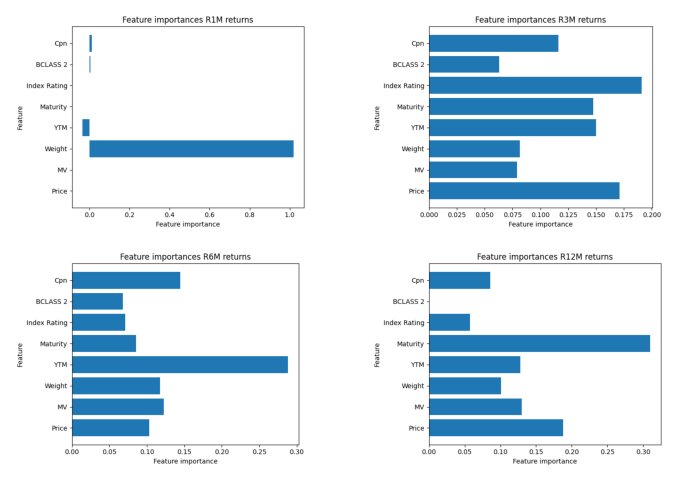 Feature importances R1M returns
Feature
Cpn
BCLASS 2
Index Rating
Maturity
YTM
Weight
MV
Price
0.0 0.2 0.4 0.6 0.8 1.0
Feature importance
Feature importances R3M returns
Feature
Cpn
BCLASS 2
Index Rating
Maturity
YTM
Weight
MV
Price
0.000 0.025 0.050 0.075 0.100 0.125 0.150 0.175 0.200
Feature importance
Feature importances R6M returns
Feature
Cpn
BCLASS 2
Index Rating
Maturity
YTM
Weight
MV
Price
0.00 0.05 0.10 0.15 0.20 0.25 0.30
Feature importance
Feature importances R12M returns
Feature
Cpn
BCLASS 2
Index Rating
Maturity
YTM
Weight
MV
Price
0.00 0.05 0.10 0.15 0.20 0.25 0.30
Feature importance